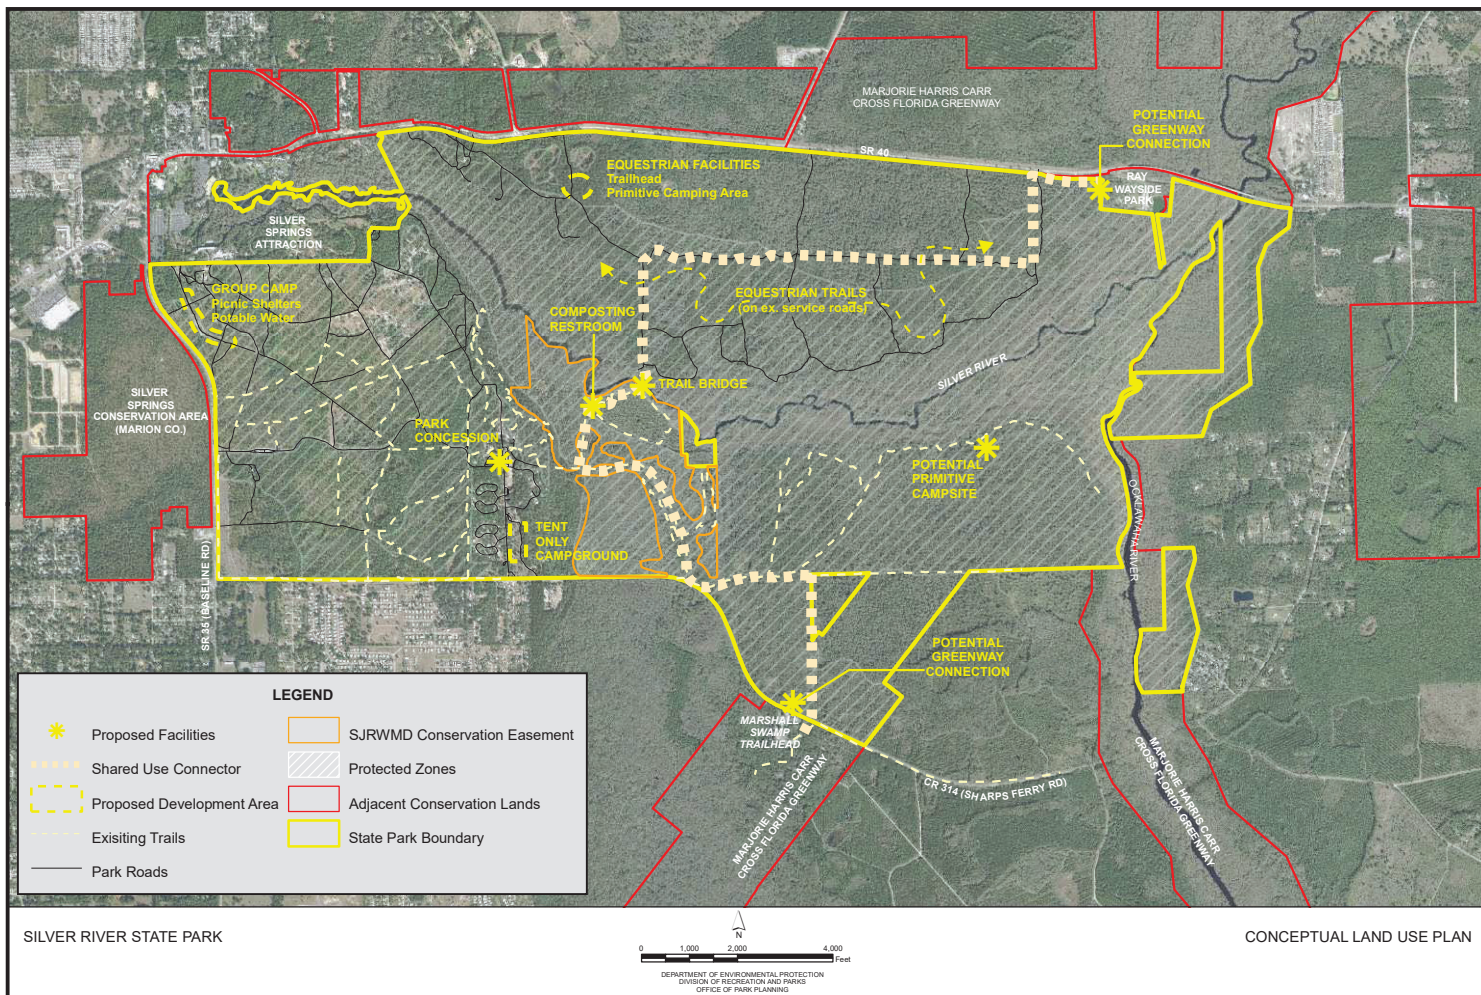 MARJORIE HARRIS CARR
CROSS FLORIDA GREENWAY
POTENTIAL
GREENWAY
CONNECTION
SR 40
EQUESTRIAN FACILITIES
Trailhead
Primitive Camping Area
RAY
WAYSIDE
PARK
SILVER
SPRINGS
ATTRACTION
GROUP CAMP
Picnic Shelters
Potable Water
COMPOSTING
RESTROOM
EQUESTRIAN TRAILS
(on ex. service roads)
SILVER RIVER
TRAIL BRIDGE
SILVER
SPRINGS
CONSERVATION AREA
(MARION CO.)
PARK
CONCESSION
POTENTIAL
PRIMITIVE
CAMPSITE
OCKLAWAHA RIVER
TENT
ONLY
CAMPGROUND
SR 35 (BASELINE RD)
POTENTIAL
GREENWAY
CONNECTION
MARSHALL
SWAMP
TRAILHEAD
MARJORIE HARRIS CARR
CROSS FLORIDA GREENWAY
CR 314 (SHARPS FERRY RD)
MARJORIE HARRIS CARR
CROSS FLORIDA GREENWAY
LEGEND
Proposed Facilities
Shared Use Connector
Proposed Development Area
Exisiting Trails
Park Roads
SJRWMD Conservation Easement
Protected Zones
Adjacent Conservation Lands
State Park Boundary
SILVER RIVER STATE PARK
N
0 1,000 2,000 4,000
Feet
DEPARTMENT OF ENVIRONMENTAL PROTECTION
DIVISION OF RECREATION AND PARKS
OFFICE OF PARK PLANNING
CONCEPTUAL LAND USE PLAN